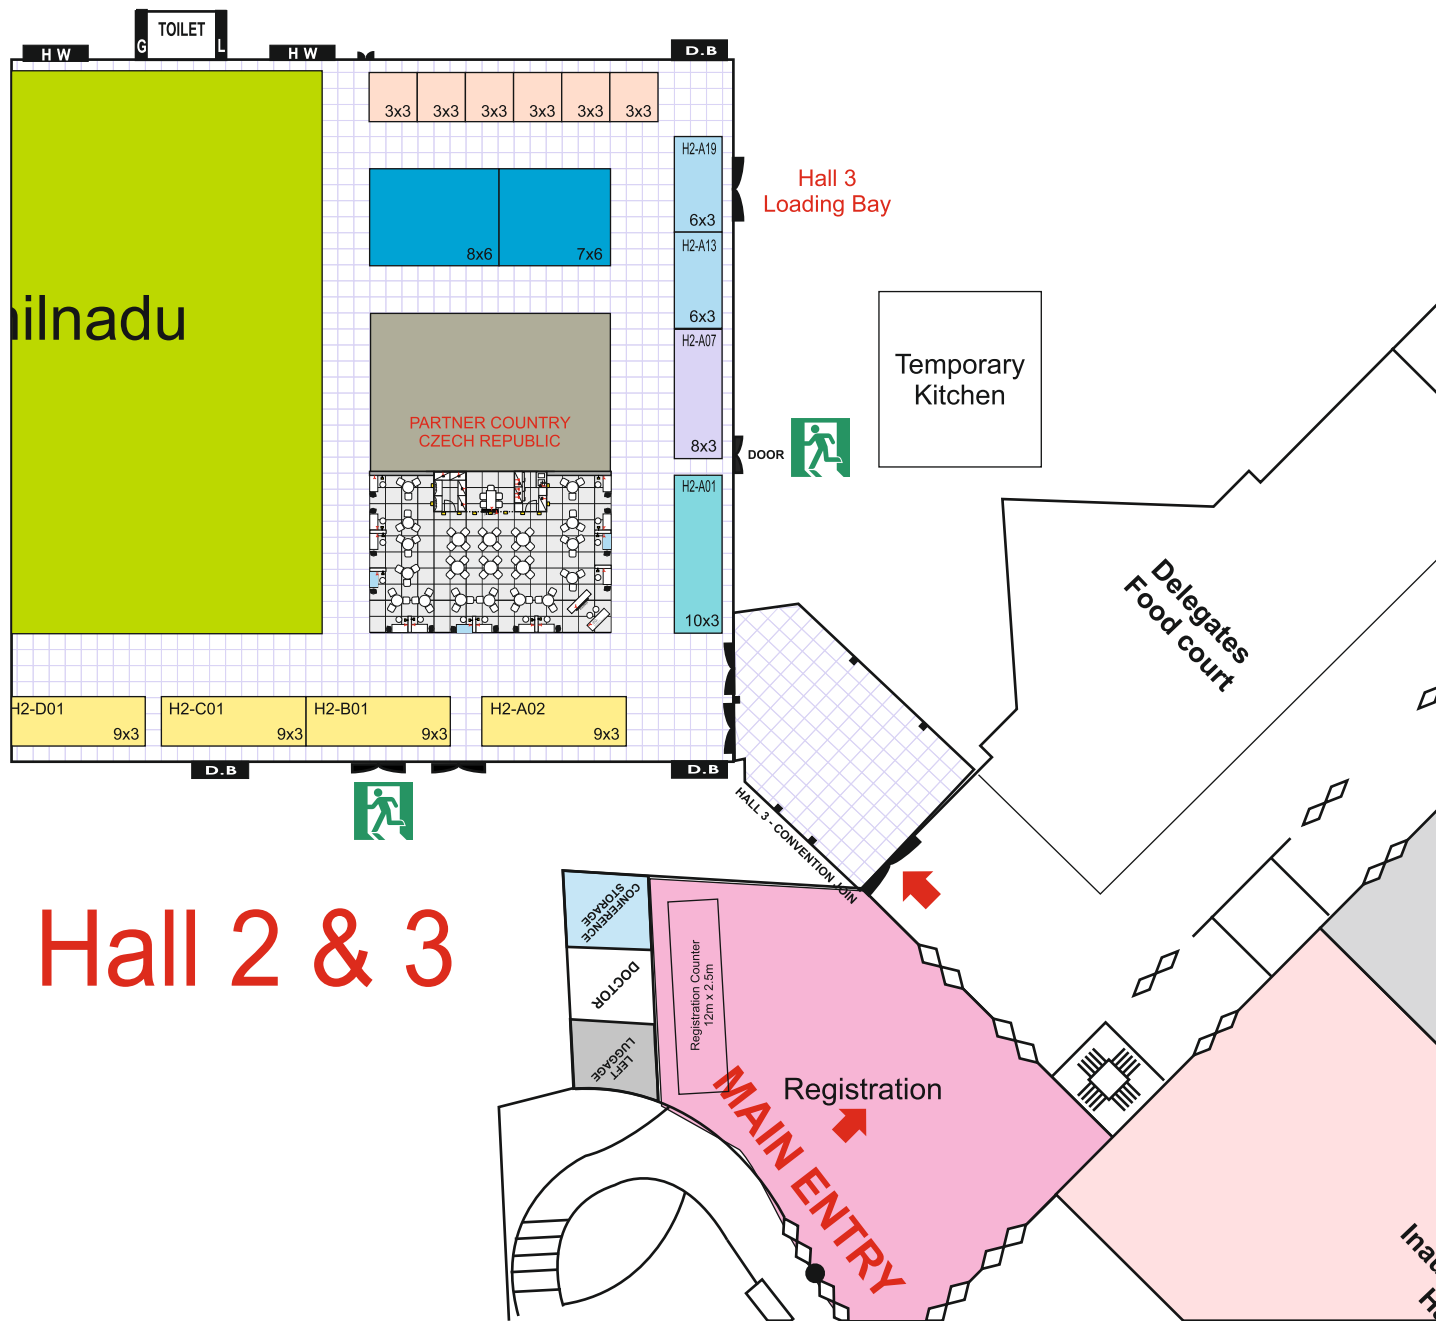 TOILET
G
L
H W
H W
D.B
3x3
3x3
3x3
3x3
3x3
3x3
H2-A19
6x3
Hall 3
Loading Bay
8x6
7x6
H2-A13
6x3
H2-A07
8x3
ilnadu
Temporary
Kitchen
PARTNER COUNTRY
CZECH REPUBLIC
DOOR
H2-A01
10x3
Delegates
Food court
H2-D01
9x3
H2-C01
9x3
H2-B01
9x3
H2-A02
9x3
D.B
D.B
HALL 3 - CONVENTION JOIN
Hall 2 & 3
CONFERENCE
STORAGE
DOCTOR
LEFT
LUGGAGE
Registration Counter
12m x 2.5m
Registration
MAIN ENTRY
Inau
H